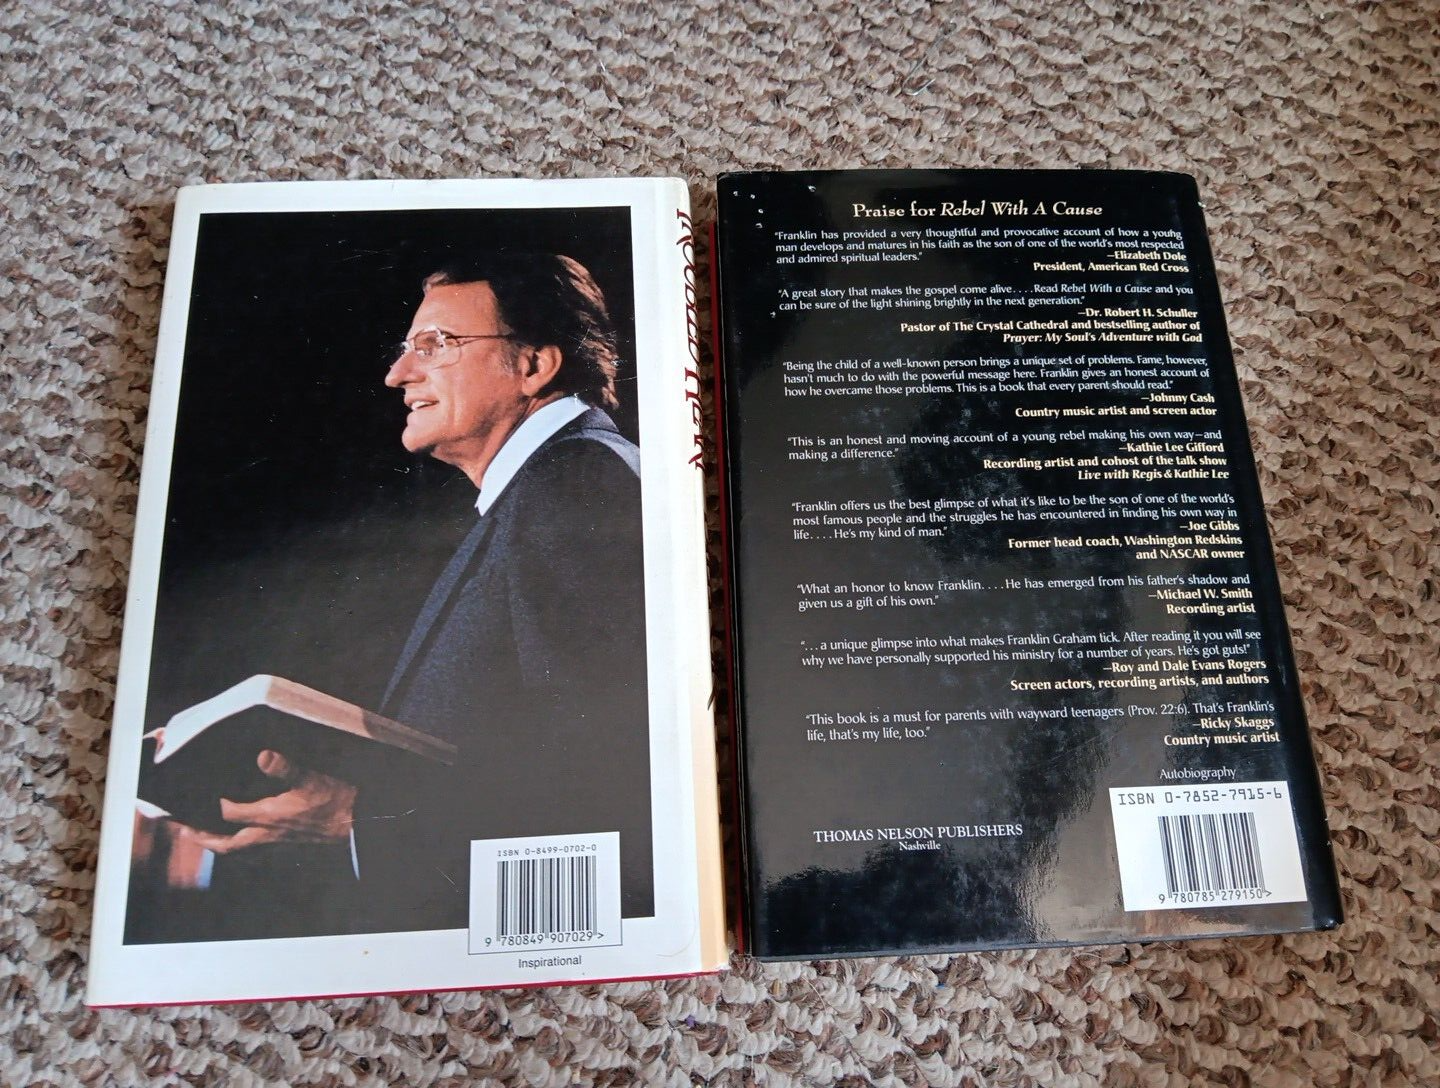 ISBN 0-8499-0702-0
9 780849 907029 >
Inspirational
Praise for Rebel With A Cause
"Franklin has provided a very thoughtful and provocative account of how a young
man develops and matures in his faith as the son of one of the world's most respected
and admired spiritual leaders."
—Elizabeth Dole
President, American Red Cross
"A great story that makes the gospel come alive. . . . Read Rebel With a Cause and you
can be sure of the light shining brightly in the next generation."
—Dr. Robert H. Schuller
Pastor of The Crystal Cathedral and bestselling author of
Prayer: My Soul's Adventure with God
"Being the child of a well-known person brings a unique set of problems. Fame, however,
hasn't much to do with the powerful message here. Franklin gives an honest account of
how he overcame those problems. This is a book that every parent should read."
—Johnny Cash
Country music artist and screen actor
"This is an honest and moving account of a young rebel making his own way—and
making a difference."
—Kathie Lee Gifford
Recording artist and cohost of the talk show
Live with Regis & Kathie Lee
"Franklin offers us the best glimpse of what it's like to be the son of one of the world's
most famous people and the struggles he has encountered in finding his own way in
life. . . . He's my kind of man."
—Joe Gibbs
Former head coach, Washington Redskins
and NASCAR owner
"What an honor to know Franklin. . . . He has emerged from his father's shadow and
given us a gift of his own."
—Michael W. Smith
Recording artist
". . . a unique glimpse into what makes Franklin Graham tick. After reading it you will see
why we have personally supported his ministry for a number of years. He's got guts!"
—Roy and Dale Evans Rogers
Screen actors, recording artists, and authors
"This book is a must for parents with wayward teenagers (Prov. 22:6). That's Franklin's
life, that's my life, too."
—Ricky Skaggs
Country music artist
Autobiography
ISBN 0-7852-7915-6
9 780785 279150 >
THOMAS NELSON PUBLISHERS
Nashville